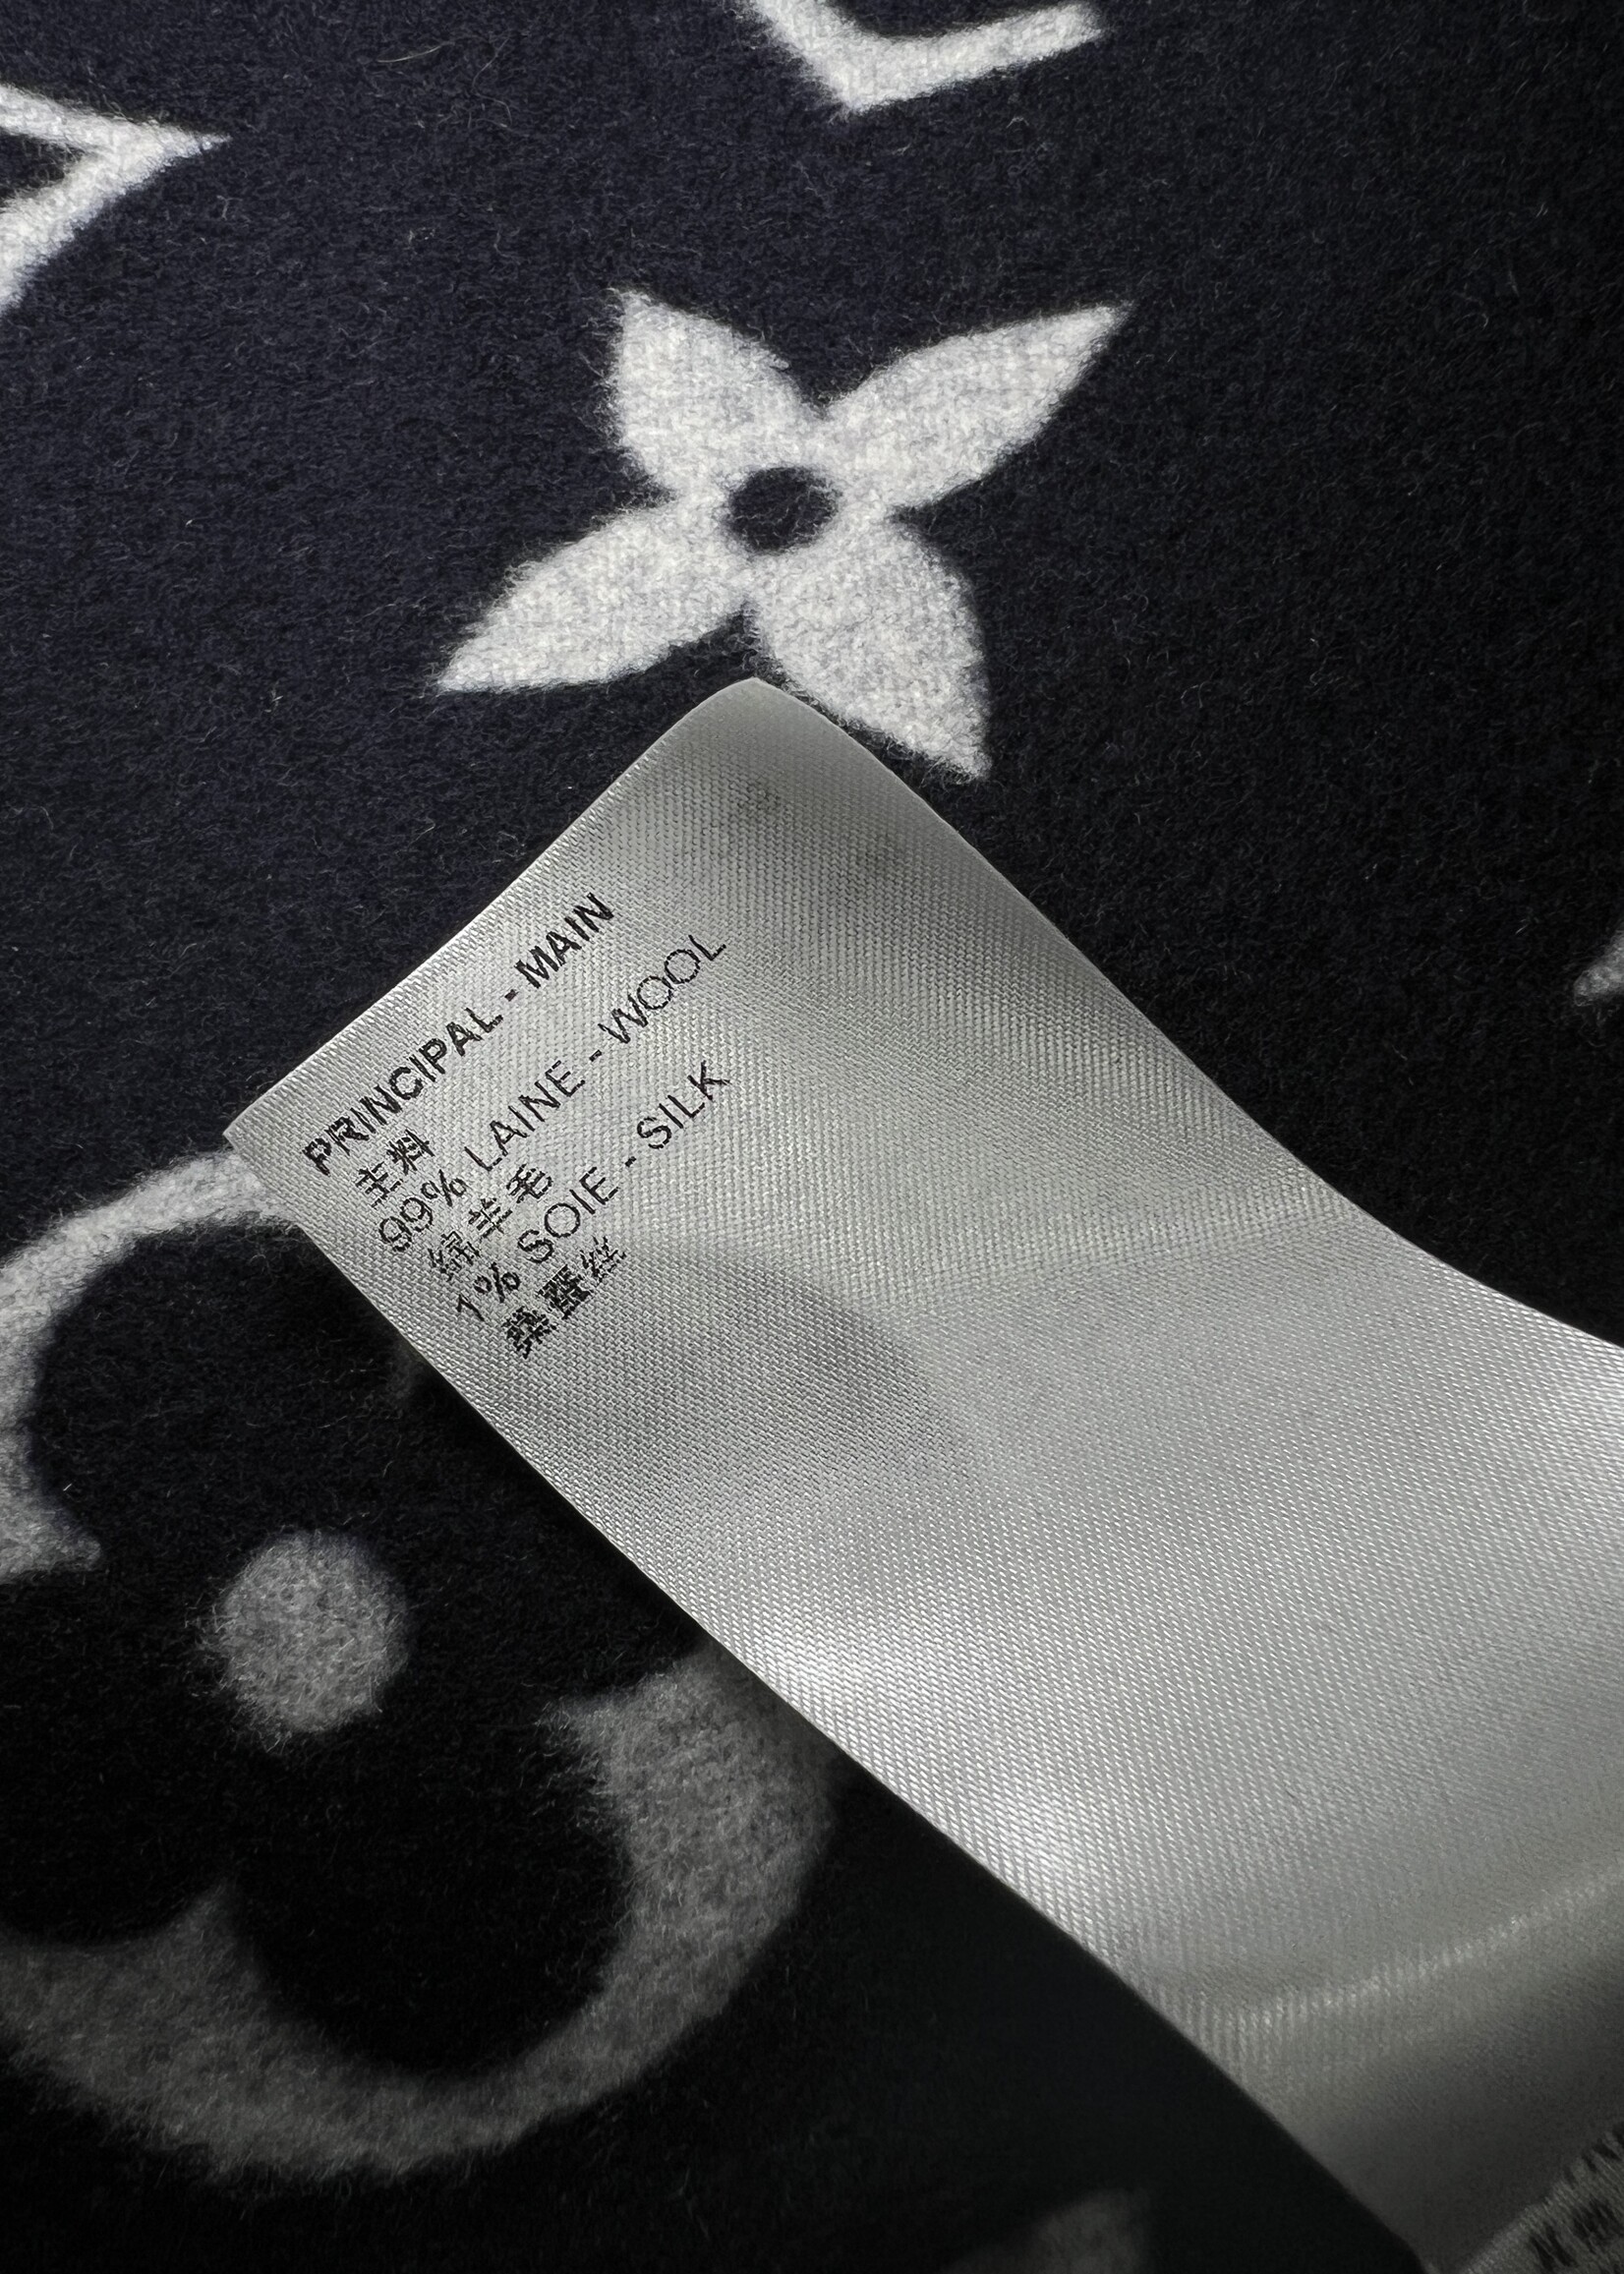 PRINCIPAL - MAIN
主料
99% LAINE - WOOL
绵羊毛
1% SOIE - SILK
桑蚕丝